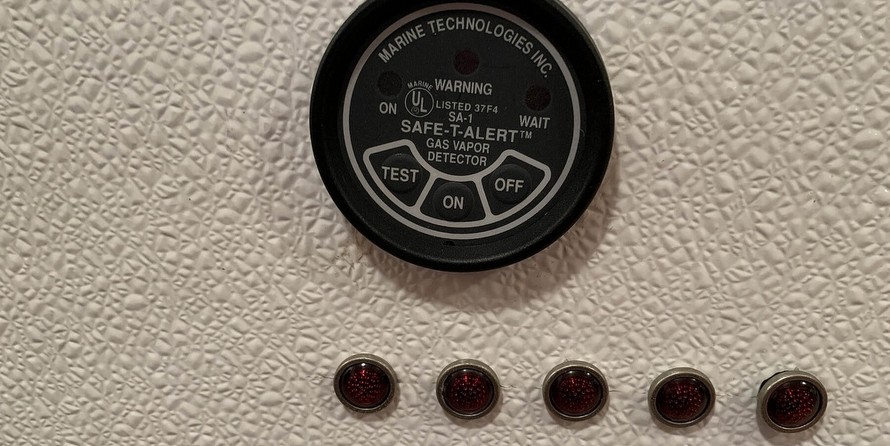 MARINE TECHNOLOGIES INC.
WARNING
MARINE
UL
LISTED 37F4
ON
WAIT
SA-1
SAFE-T-ALERT™
GAS VAPOR
DETECTOR
TEST
ON
OFF